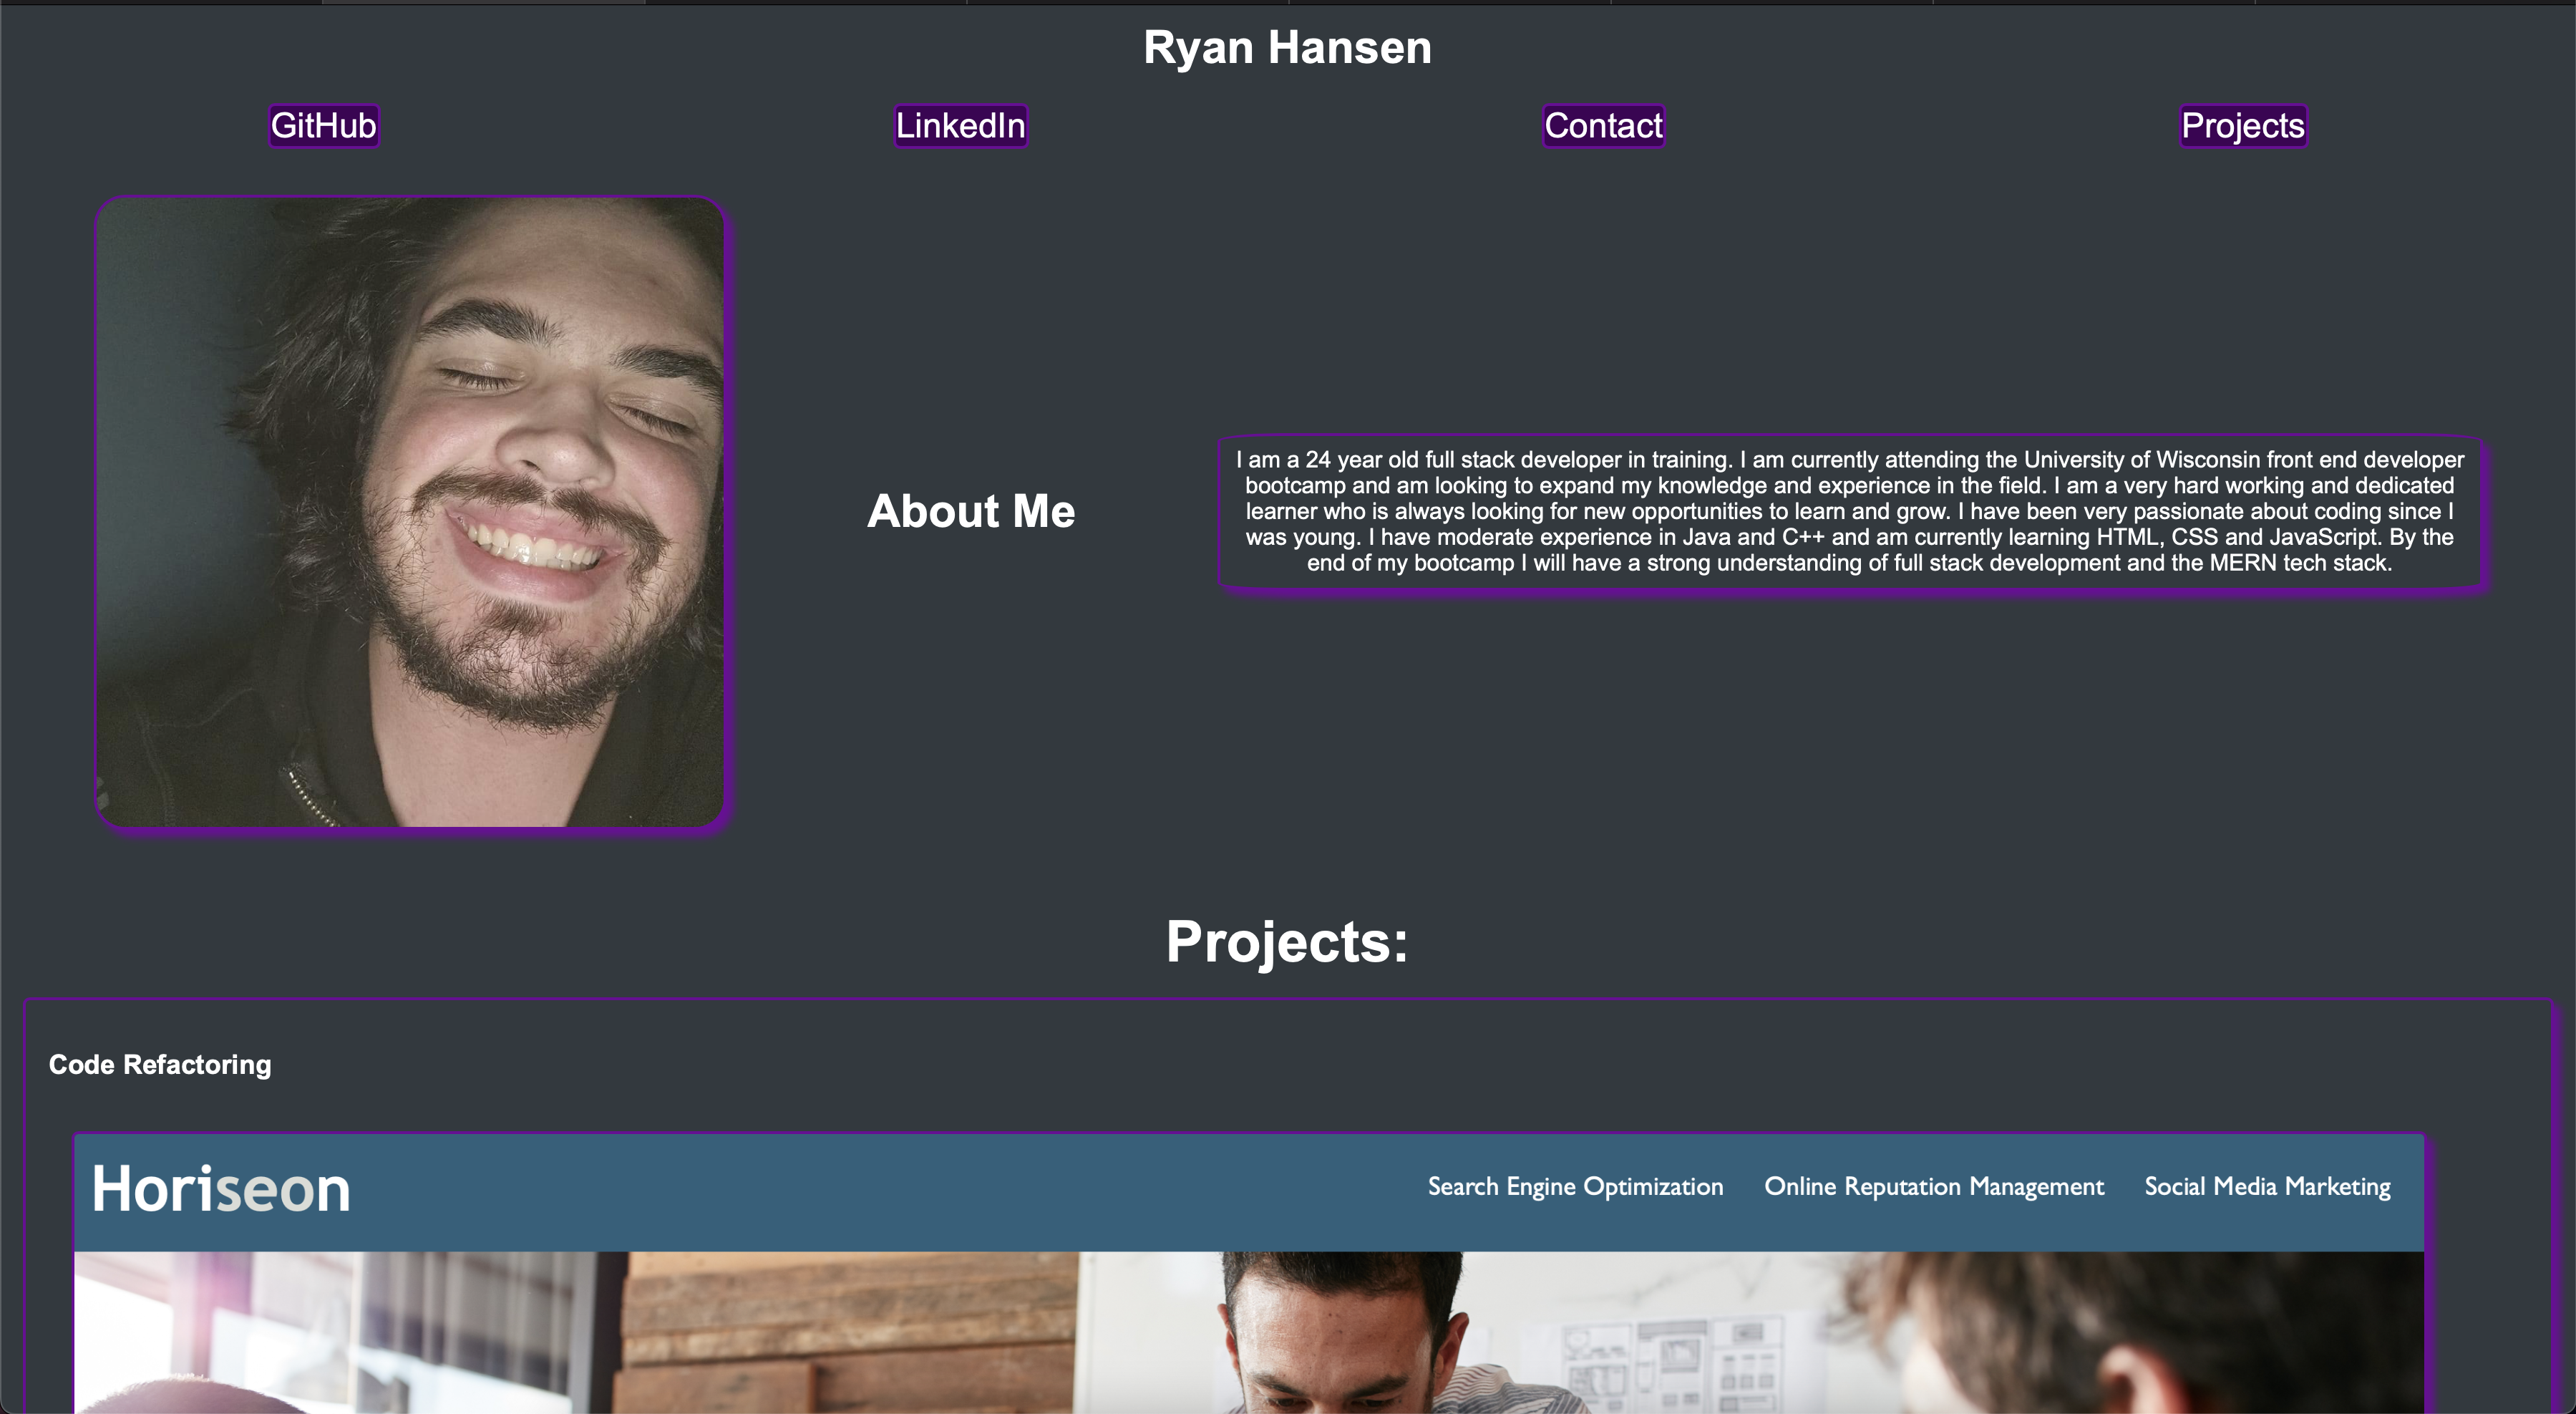 Ryan Hansen
GitHub LinkedIn Contact Projects
About Me
I am a 24 year old full stack developer in training. I am currently attending the University of Wisconsin front end developer
bootcamp and am looking to expand my knowledge and experience in the field. I am a very hard working and dedicated
learner who is always looking for new opportunities to learn and grow. I have been very passionate about coding since I
was young. I have moderate experience in Java and C++ and am currently learning HTML, CSS and JavaScript. By the
end of my bootcamp I will have a strong understanding of full stack development and the MERN tech stack.
Projects:
Code Refactoring
Horiseon Search Engine Optimization Online Reputation Management Social Media Marketing